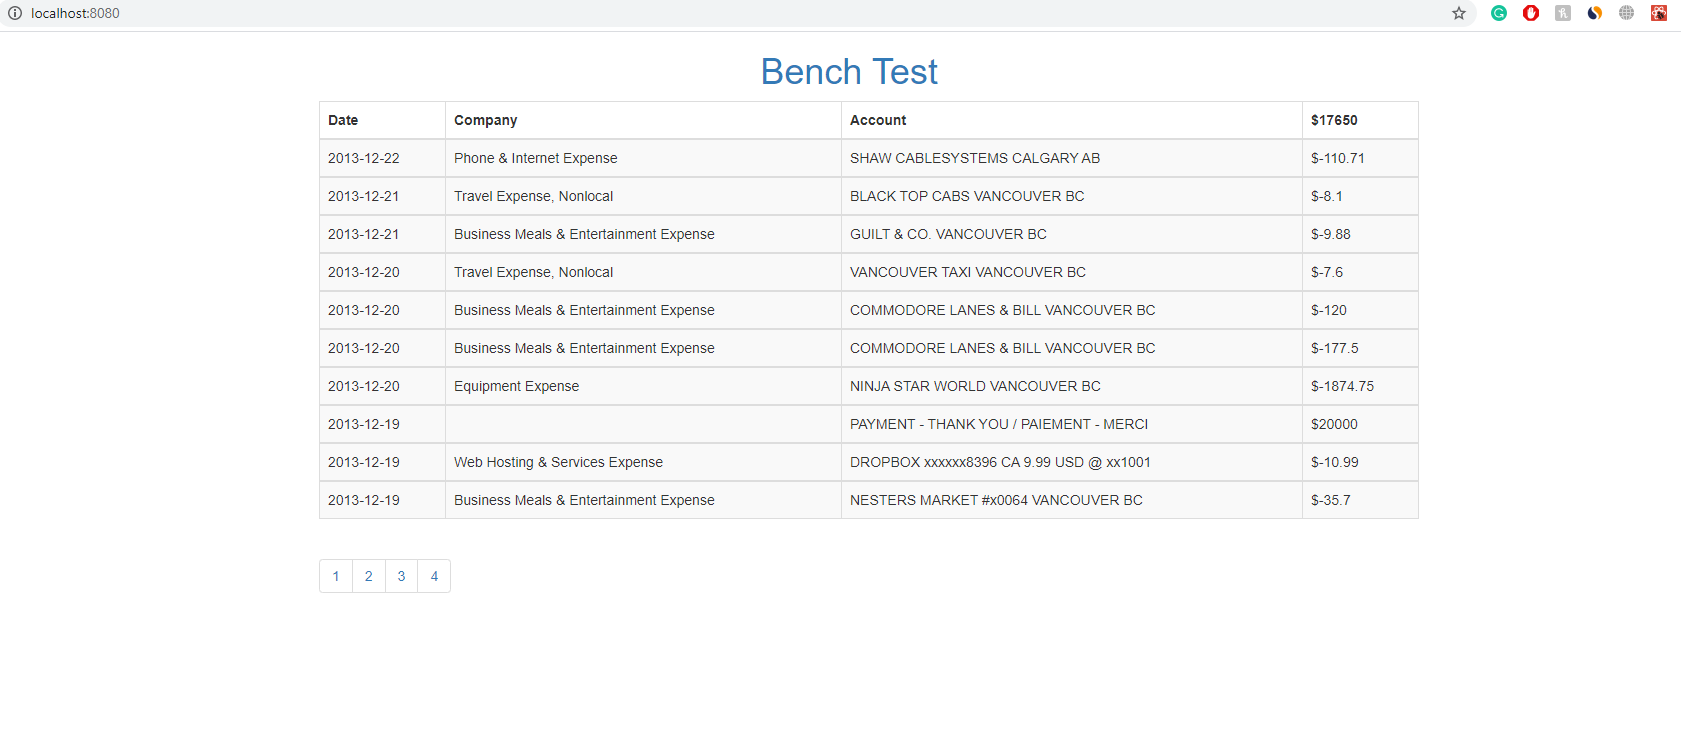 localhost:8080
Bench Test
Date Company Account $17650
2013-12-22 Phone & Internet Expense SHAW CABLESYSTEMS CALGARY AB $-110.71
2013-12-21 Travel Expense, Nonlocal BLACK TOP CABS VANCOUVER BC $-8.1
2013-12-21 Business Meals & Entertainment Expense GUILT & CO. VANCOUVER BC $-9.88
2013-12-20 Travel Expense, Nonlocal VANCOUVER TAXI VANCOUVER BC $-7.6
2013-12-20 Business Meals & Entertainment Expense COMMODORE LANES & BILL VANCOUVER BC $-120
2013-12-20 Business Meals & Entertainment Expense COMMODORE LANES & BILL VANCOUVER BC $-177.5
2013-12-20 Equipment Expense NINJA STAR WORLD VANCOUVER BC $-1874.75
2013-12-19 PAYMENT - THANK YOU / PAIEMENT - MERCI $20000
2013-12-19 Web Hosting & Services Expense DROPBOX xxxxxx8396 CA 9.99 USD @ xx1001 $-10.99
2013-12-19 Business Meals & Entertainment Expense NESTERS MARKET #x0064 VANCOUVER BC $-35.7
1 2 3 4